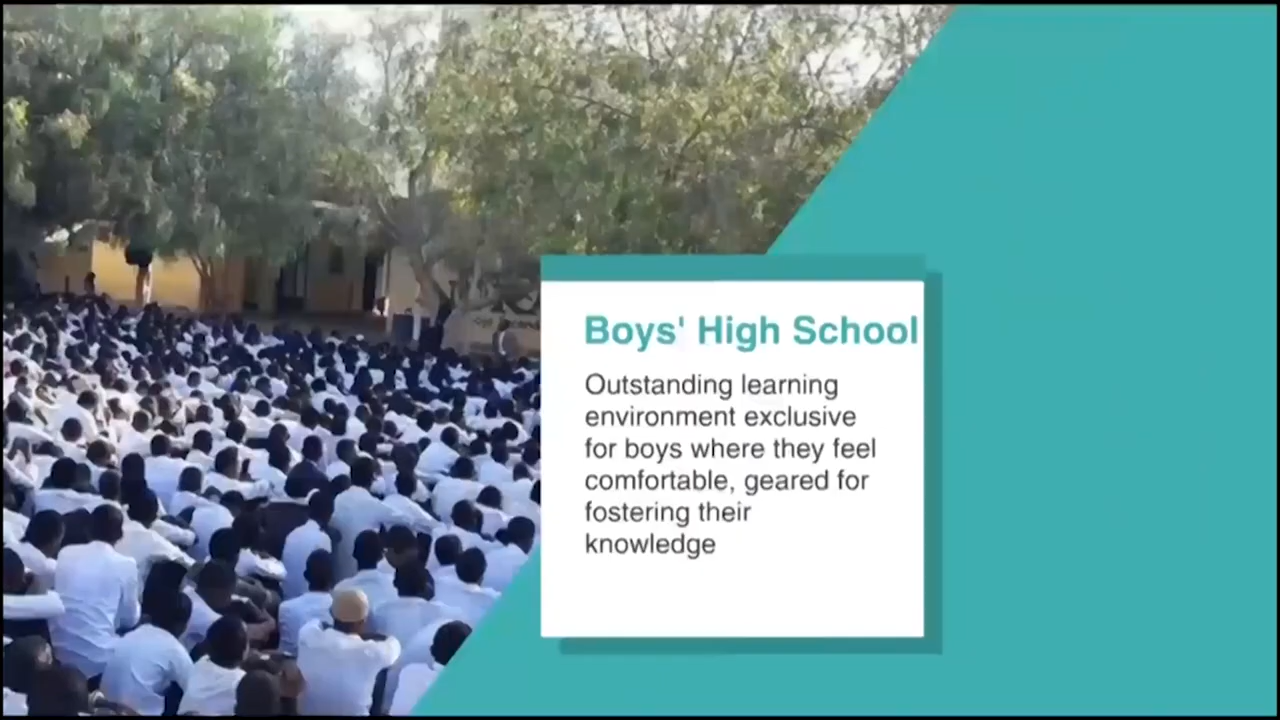 Boys' High School
Outstanding learning
environment exclusive
for boys where they feel
comfortable, geared for
fostering their
knowledge